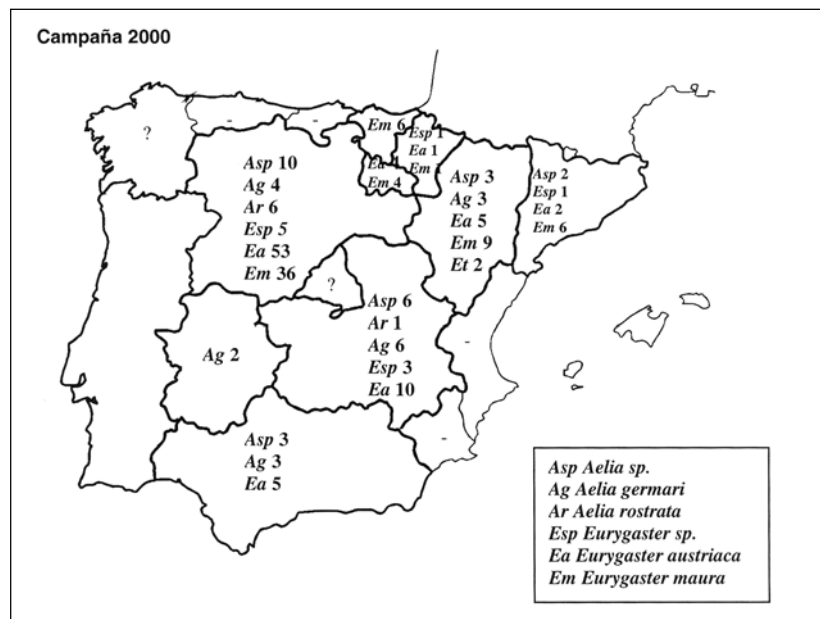 Campaña 2000
?
-
-
Em 6
Esp 1
Ea 1
Em
Em 4
Asp 10
Ag 4
Ar 6
Esp 5
Ea 53
Em 36
Asp 3
Ag 3
Ea 5
Em 9
Et 2
Asp 2
Esp 1
Ea 2
Em 6
?
Asp 6
Ar 1
Ag 6
Esp 3
Ea 10
-
Ag 2
-
Asp 3
Ag 3
Ea 5
Asp Aelia sp.
Ag Aelia germari
Ar Aelia rostrata
Esp Eurygaster sp.
Ea Eurygaster austriaca
Em Eurygaster maura